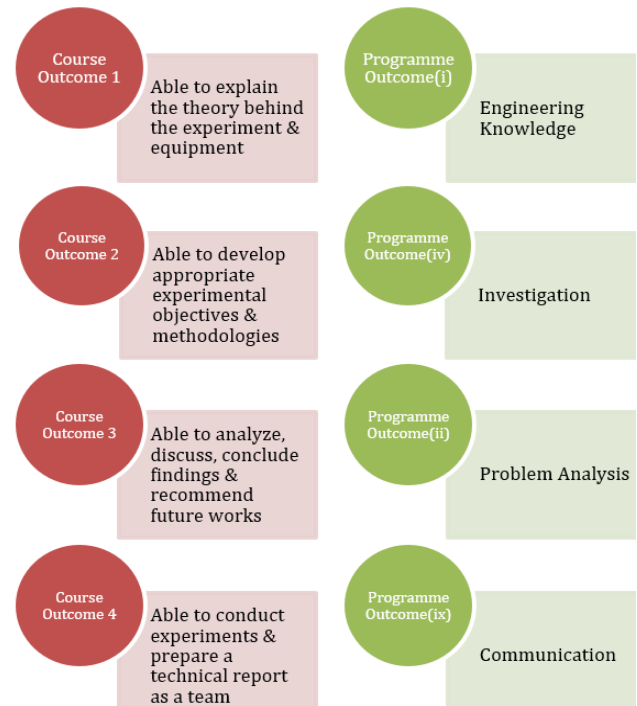 Course
Outcome 1
Able to explain
the theory behind
the experiment &
equipment
Programme
Outcome(i)
Engineering
Knowledge
Course
Outcome 2
Able to develop
appropriate
experimental
objectives &
methodologies
Programme
Outcome(iv)
Investigation
Course
Outcome 3
Able to analyze,
discuss, conclude
findings &
recommend
future works
Programme
Outcome(ii)
Problem Analysis
Course
Outcome 4
Able to conduct
experiments &
prepare a
technical report
as a team
Programme
Outcome(ix)
Communication